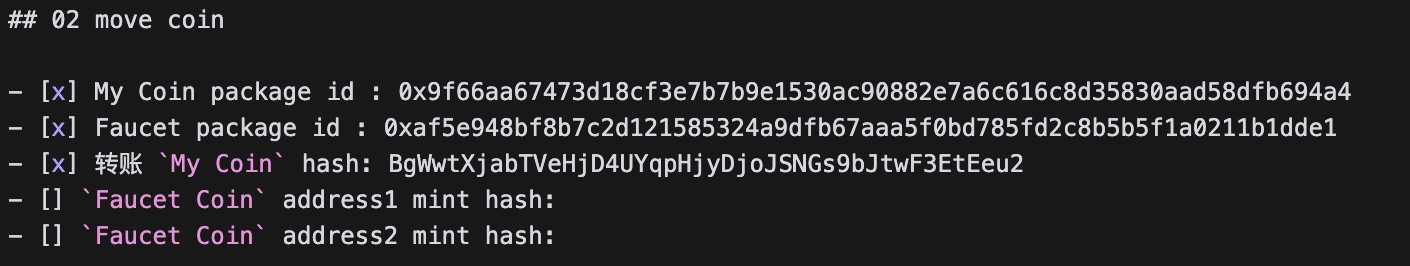 ## 02 move coin
- [x] My Coin package id : 0x9f66aa67473d18cf3e7b7b9e1530ac90882e7a6c616c8d35830aad58dfb694a4
- [x] Faucet package id : 0xaf5e948bf8b7c2d121585324a9dfb67aaa5f0bd785fd2c8b5b5f1a0211b1dde1
- [x] 转账 `My Coin` hash: BgWwtXjabTVeHjD4UYqpHjyDjoJSNGs9bJtwF3EtEeu2
- [] `Faucet Coin` address1 mint hash:
- [] `Faucet Coin` address2 mint hash: